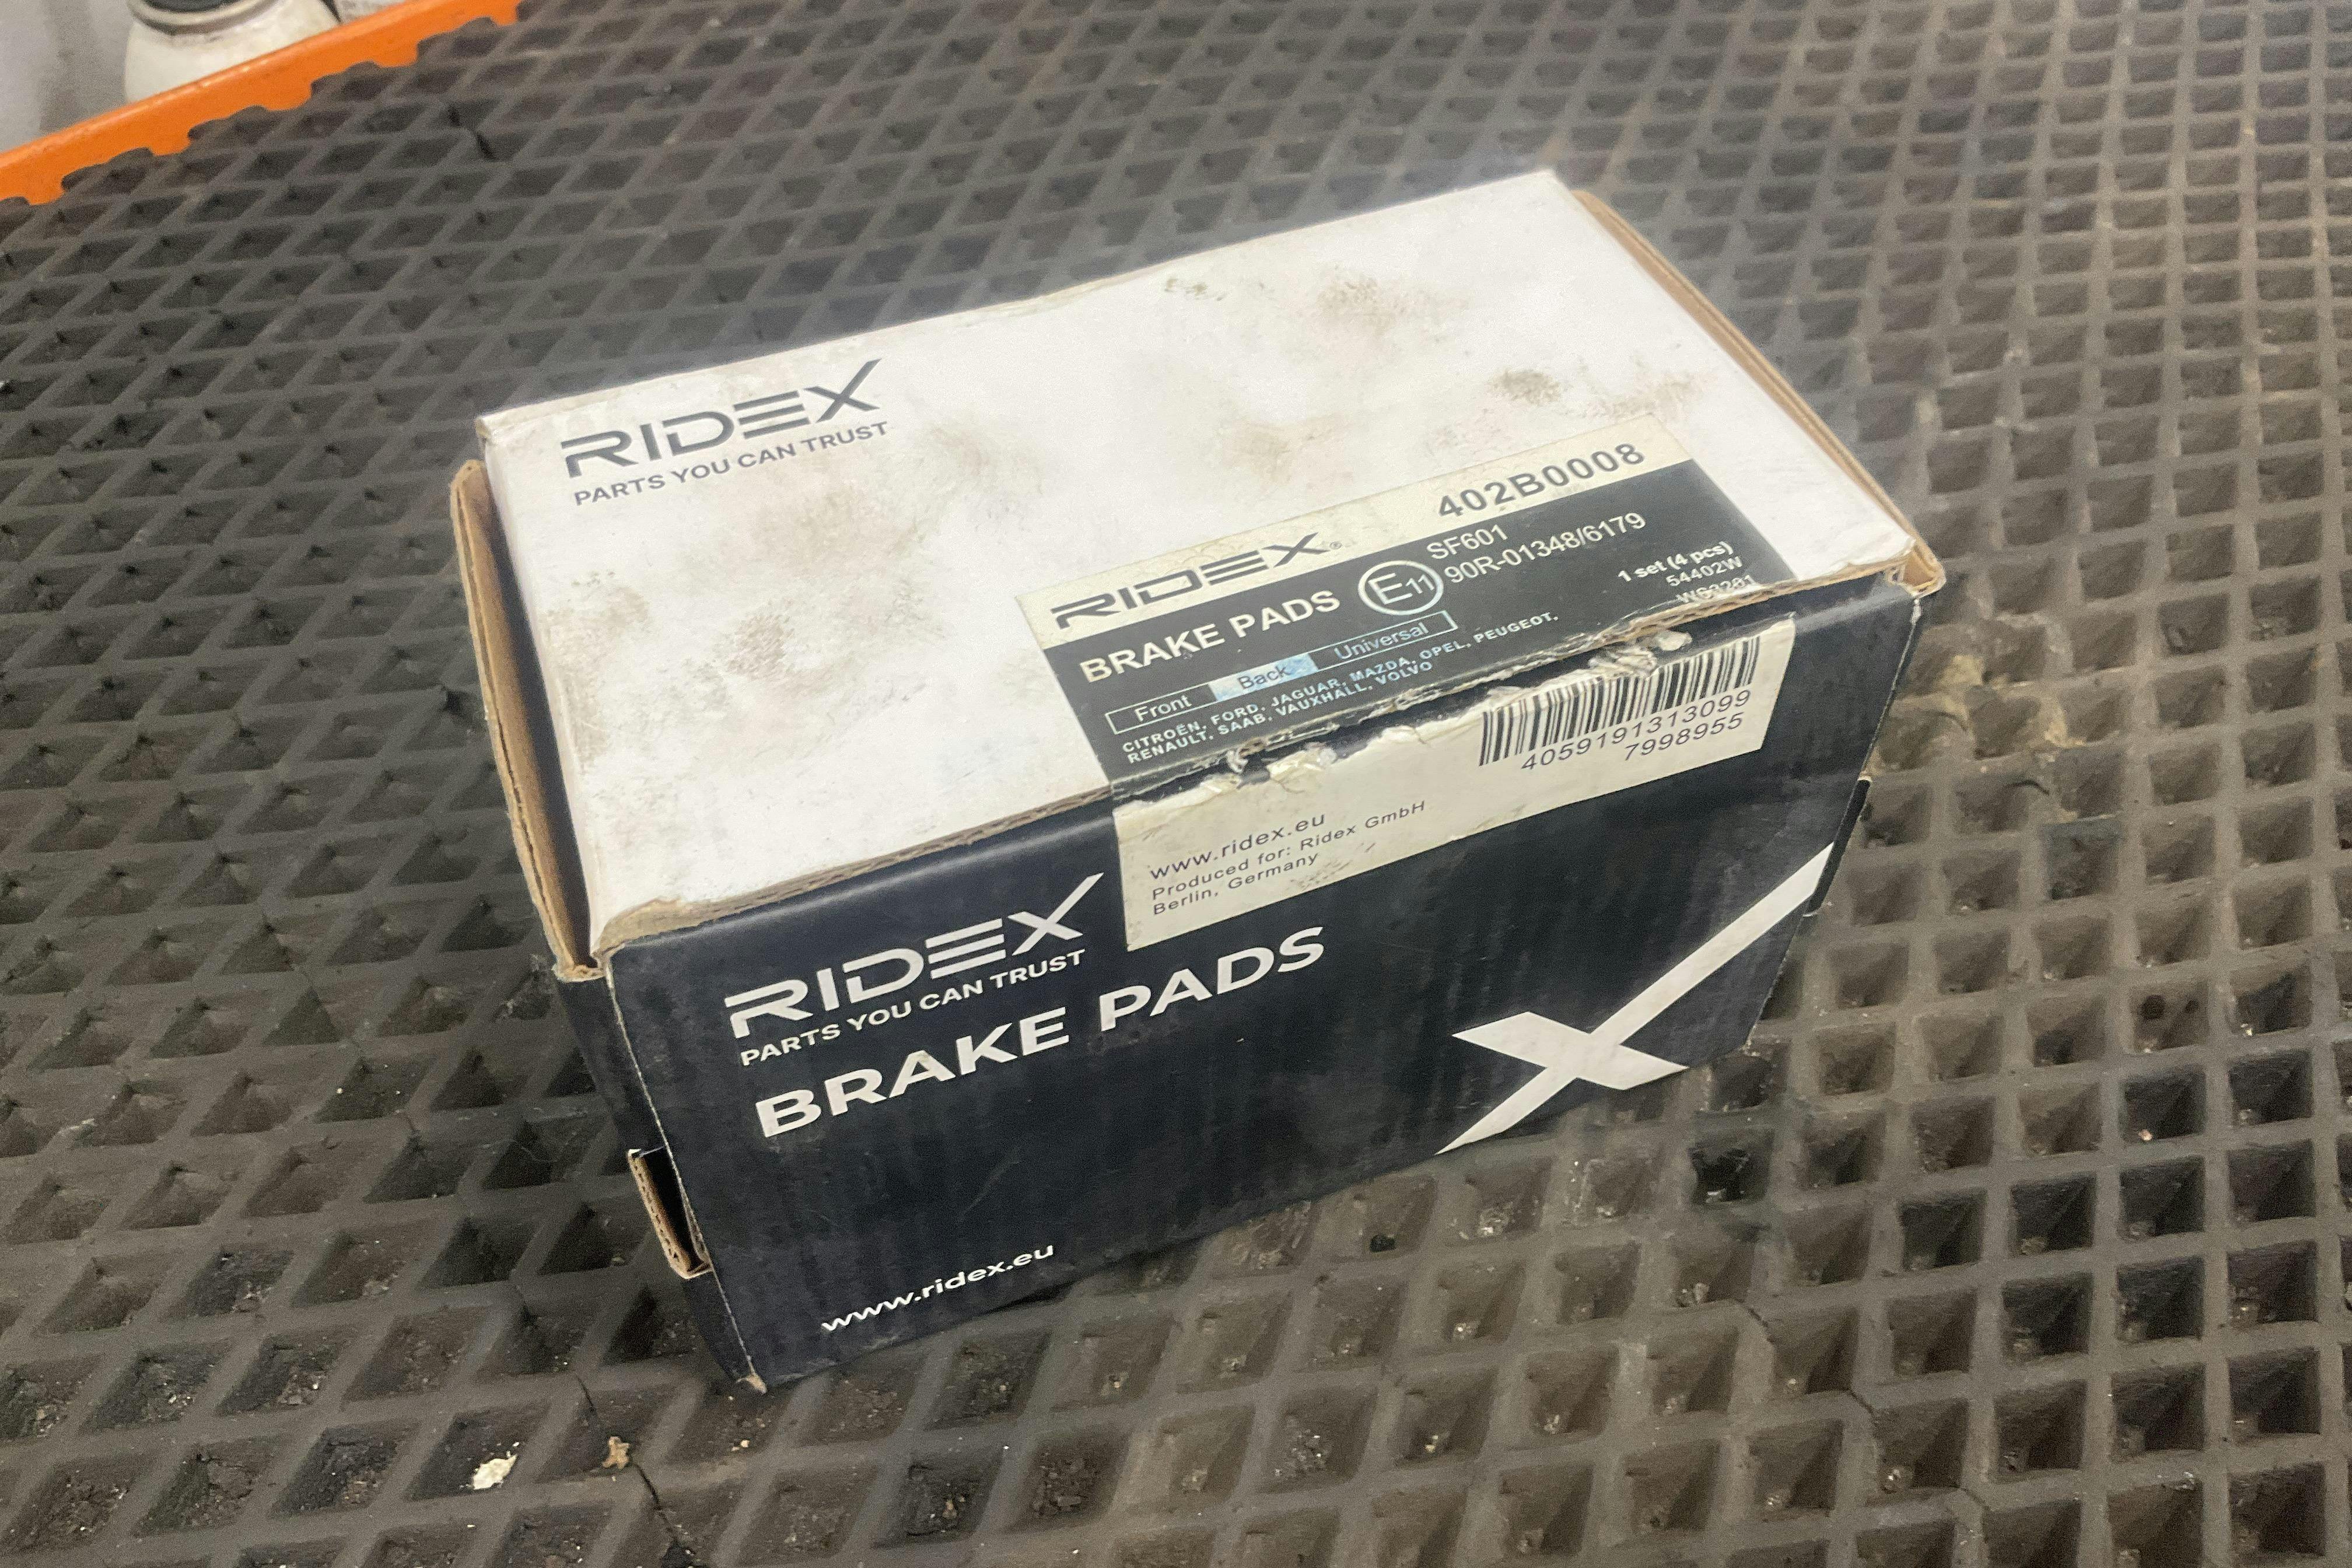 RIDEX
PARTS YOU CAN TRUST
RIDEX® 402B0008
BRAKE PADS E11 SF601
90R-01348/6179
1 set (4 pcs)
54402W
Front Back Universal
CITROËN, FORD, JAGUAR, MAZDA, OPEL, PEUGEOT,
RENAULT, SAAB, VAUXHALL, VOLVO
4059191313099
7998955
www.ridex.eu
Produced for: Ridex GmbH
Berlin, Germany
RIDEX
PARTS YOU CAN TRUST
BRAKE PADS
www.ridex.eu